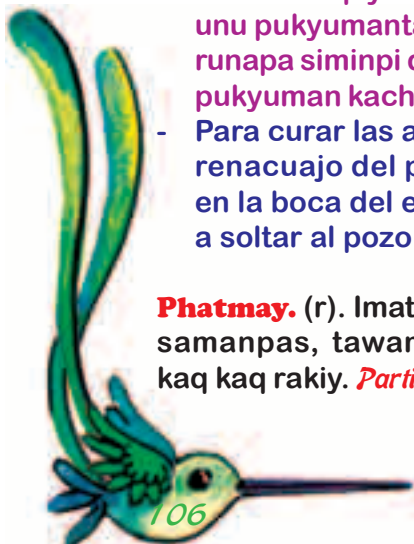 unu pukyumanta
runapa siminpi
pukyuman kach
- Para curar las a
renacuajo del p
en la boca del e
a soltar al pozo
Phatmay. (r). Imat
samanpas, tawan
kaq kaq rakiy. Parti
106